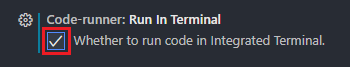 Code-runner: Run In Terminal
Whether to run code in Integrated Terminal.